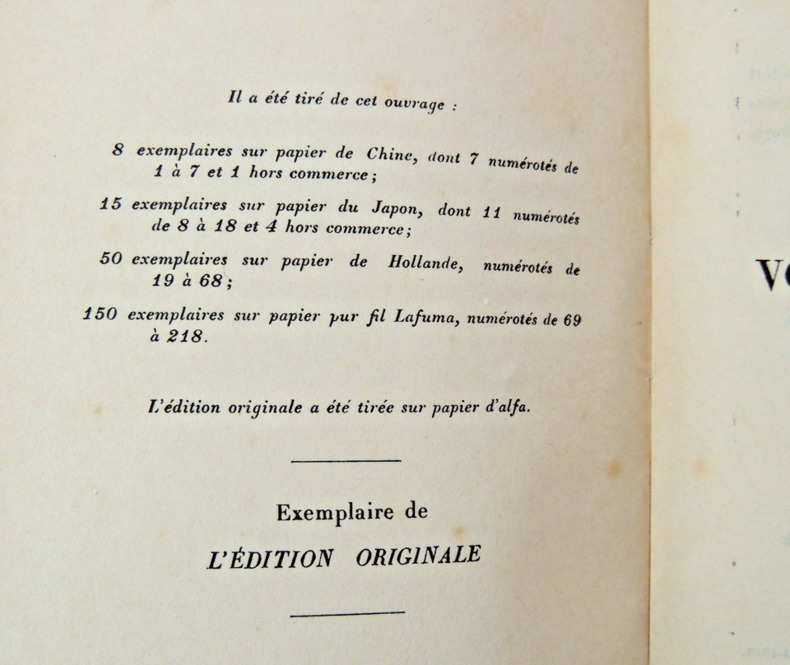 Il a été tiré de cet ouvrage :
8 exemplaires sur papier de Chine, dont 7 numérotés de
1 à 7 et 1 hors commerce ;
15 exemplaires sur papier du Japon, dont 11 numérotés
de 8 à 18 et 4 hors commerce ;
50 exemplaires sur papier de Hollande, numérotés de
19 à 68 ;
150 exemplaires sur papier pur fil Lafuma, numérotés de 69
à 218.
L'édition originale a été tirée sur papier d'alfa.
Exemplaire de
L'ÉDITION ORIGINALE